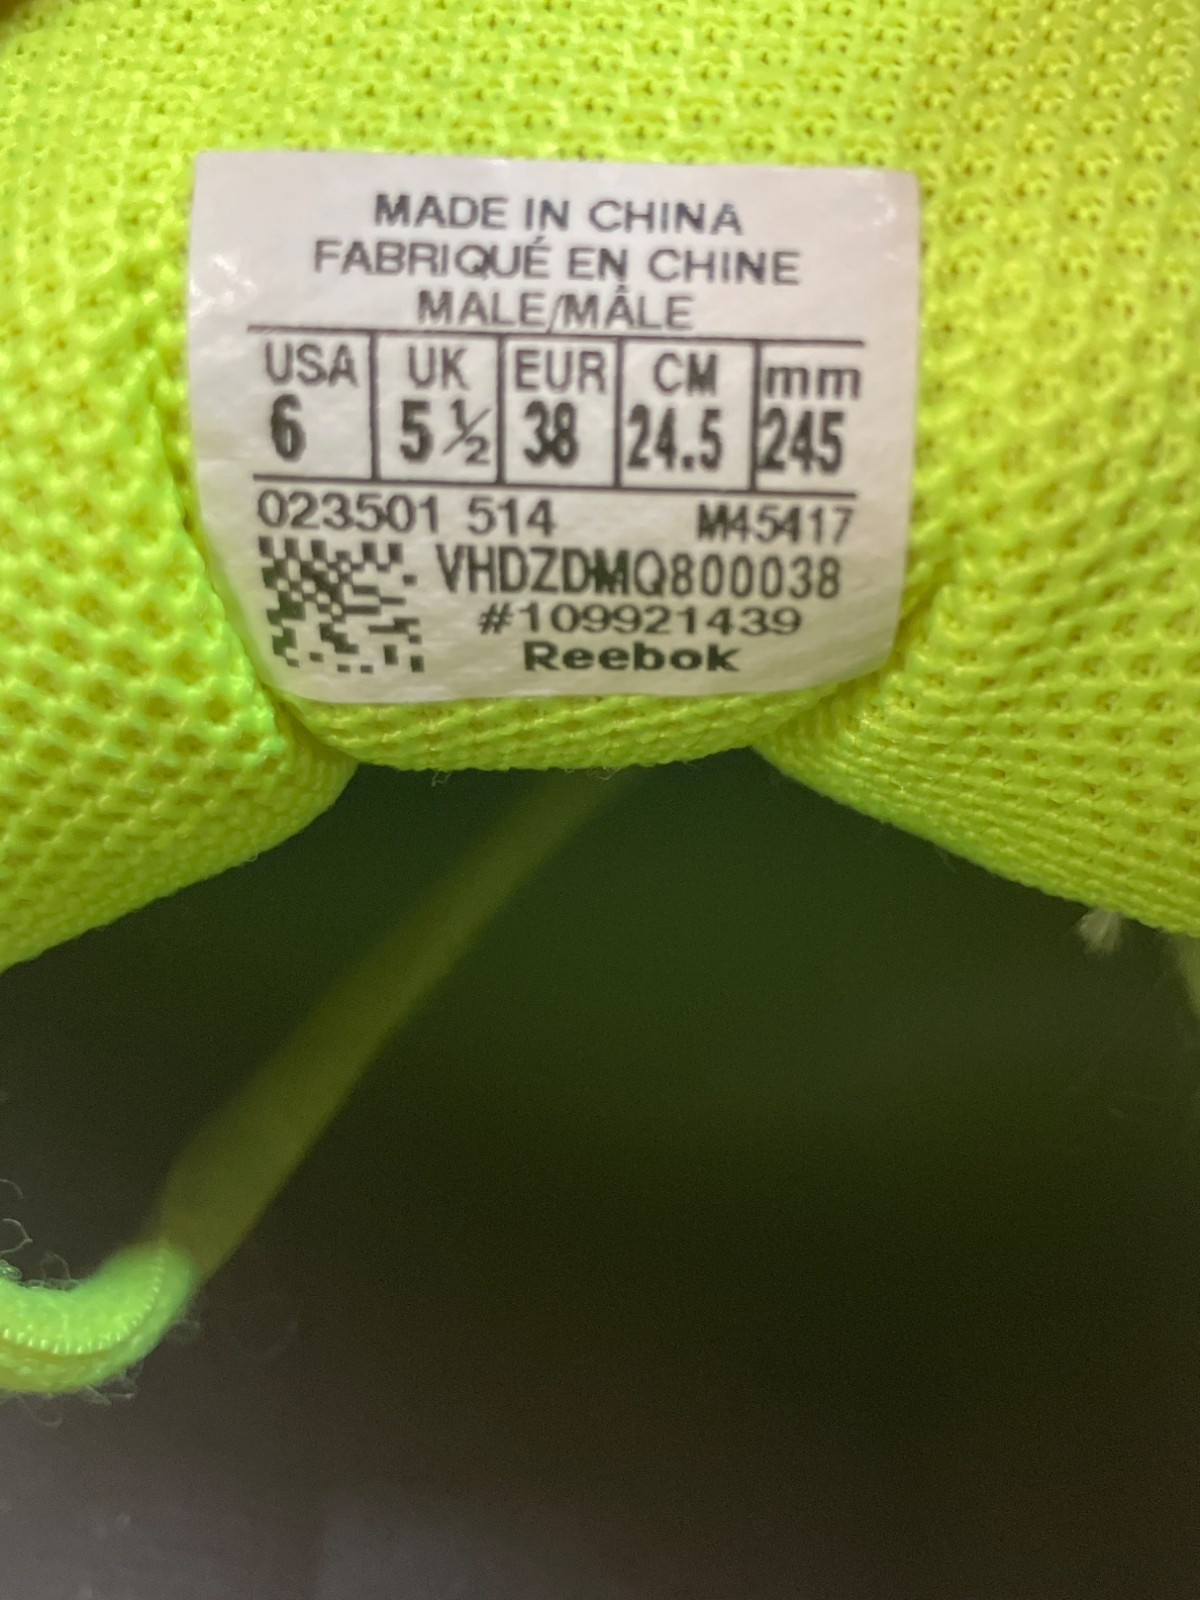 MADE IN CHINA
FABRIQUÉ EN CHINE
MALE/MÂLE
USA UK EUR CM mm
6 5 ½ 38 24.5 245
023501 514 M45417
VHDZDMQ800038
#109921439
Reebok